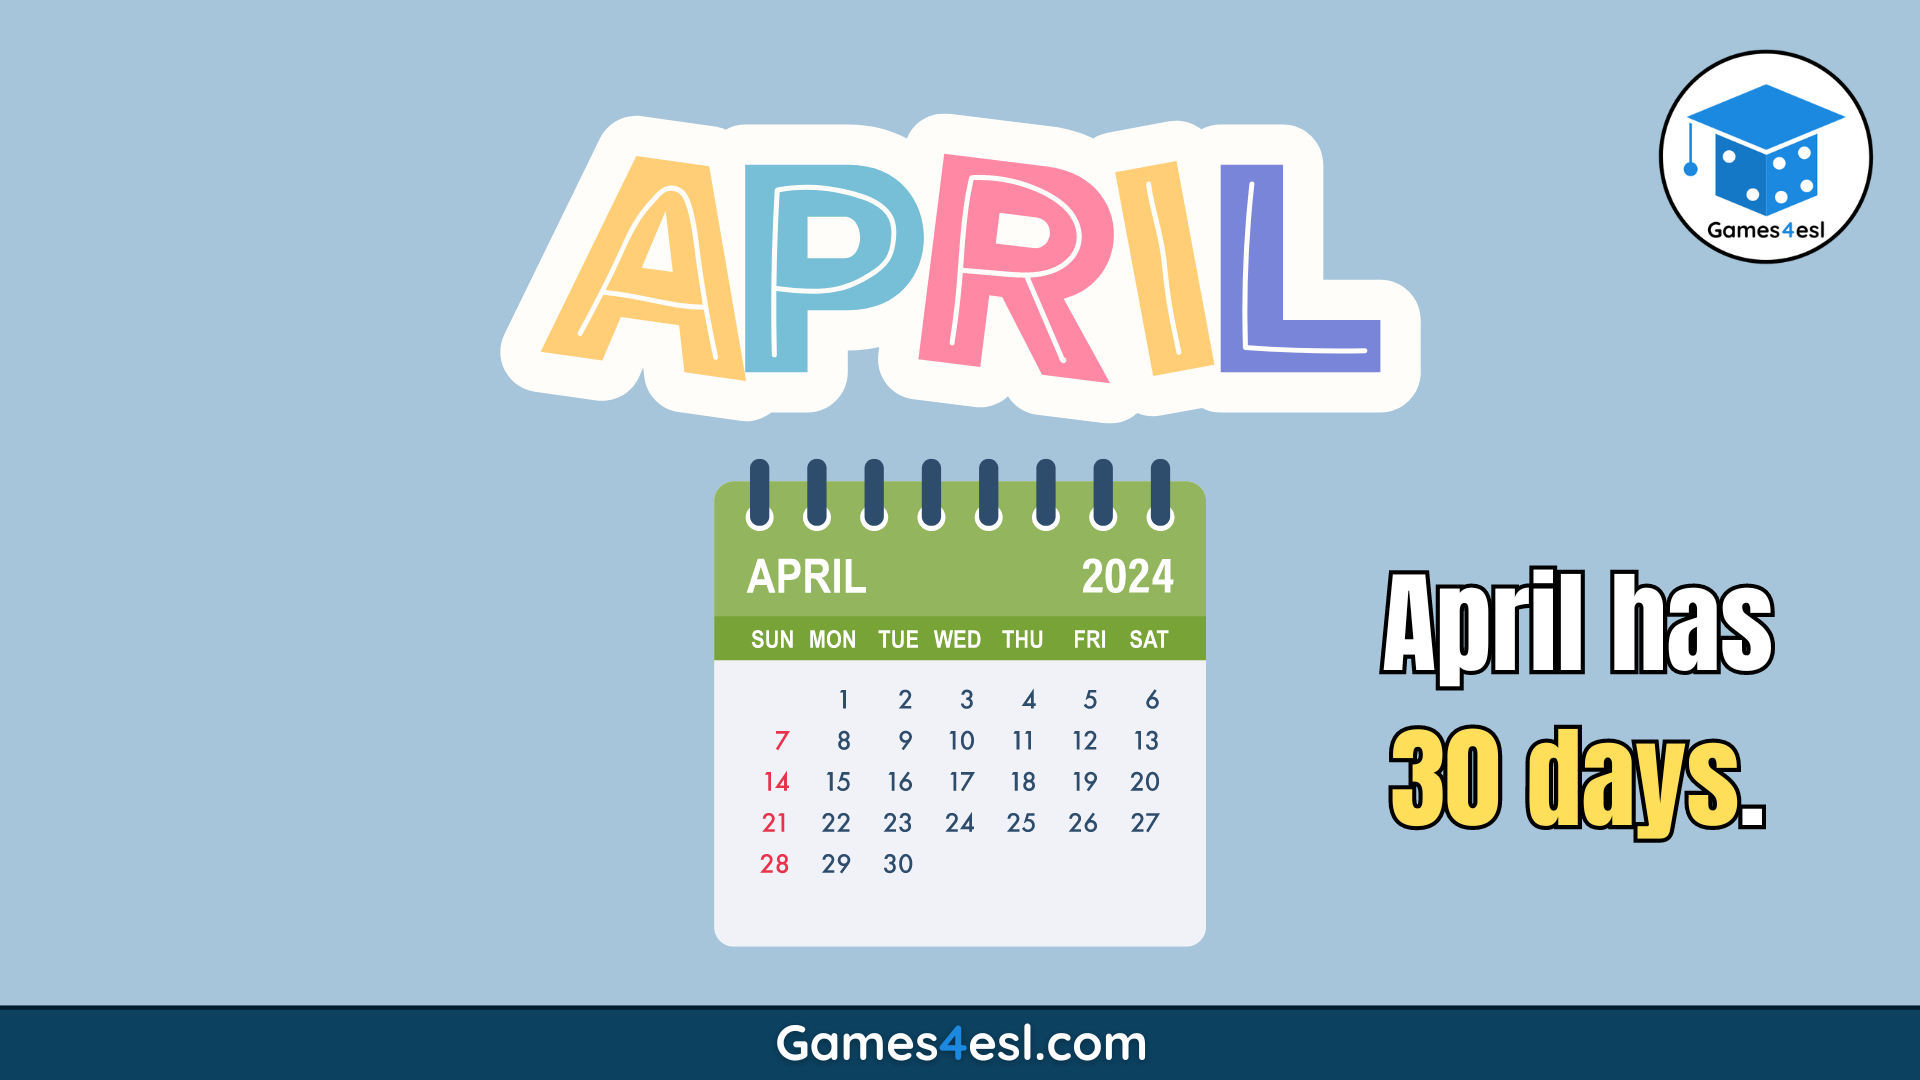 APRIL
Games4esl
APRIL 2024
SUN MON TUE WED THU FRI SAT
1 2 3 4 5 6
7 8 9 10 11 12 13
14 15 16 17 18 19 20
21 22 23 24 25 26 27
28 29 30
April has
30 days.
Games4esl.com